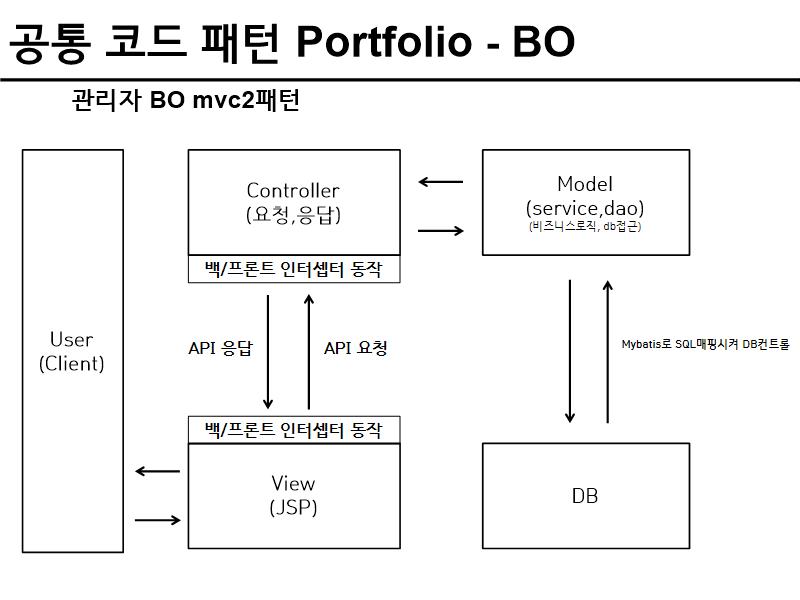 공통 코드 패턴 Portfolio - BO
관리자 BO mvc2패턴
User
(Client)
Controller
(요청,응답)
백/프론트 인터셉터 동작
Model
(service,dao)
(비즈니스로직, db접근)
API 응답
API 요청
Mybatis로 SQL매핑시켜 DB컨트롤
백/프론트 인터셉터 동작
View
(JSP)
DB